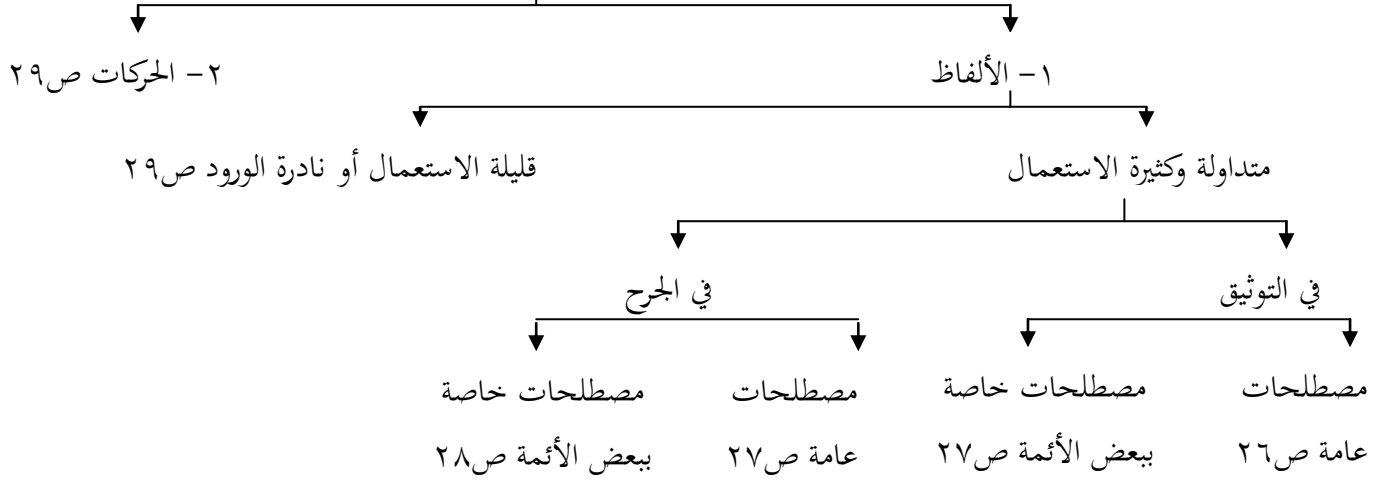 ١- الألفاظ
٢- الحركات ص٢٩
متداولة وكثيرة الاستعمال
قليلة الاستعمال أو نادرة الورود ص٢٩
في التوثيق
في الجرح
مصطلحات
عامة ص٢٦
مصطلحات خاصة
ببعض الأئمة ص٢٧
مصطلحات
عامة ص٢٧
مصطلحات خاصة
ببعض الأئمة ص٢٨